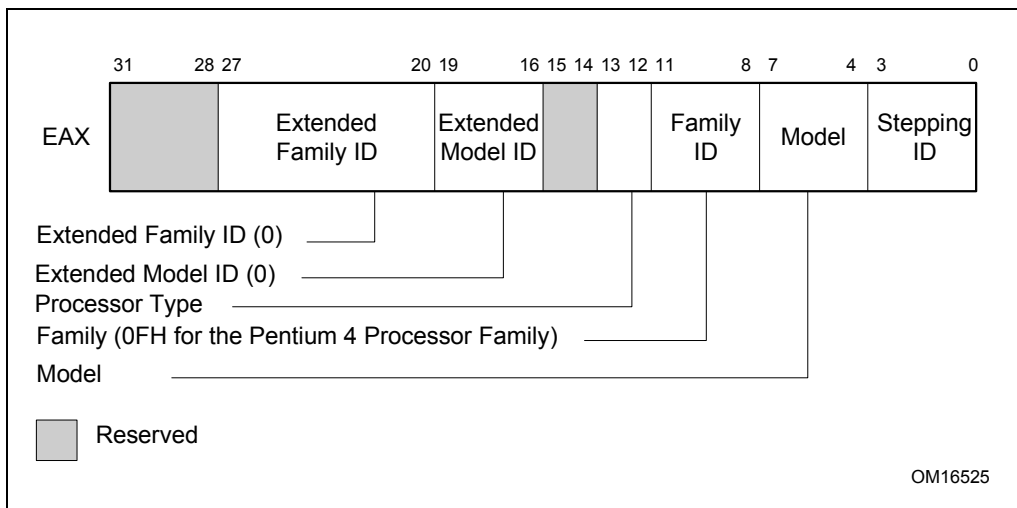 31 28 27 20 19 16 15 14 13 12 11 8 7 4 3 0
EAX
Extended Family ID
Extended Model ID
Family ID
Model
Stepping ID
Extended Family ID (0)
Extended Model ID (0)
Processor Type
Family (0FH for the Pentium 4 Processor Family)
Model
Reserved
OM16525